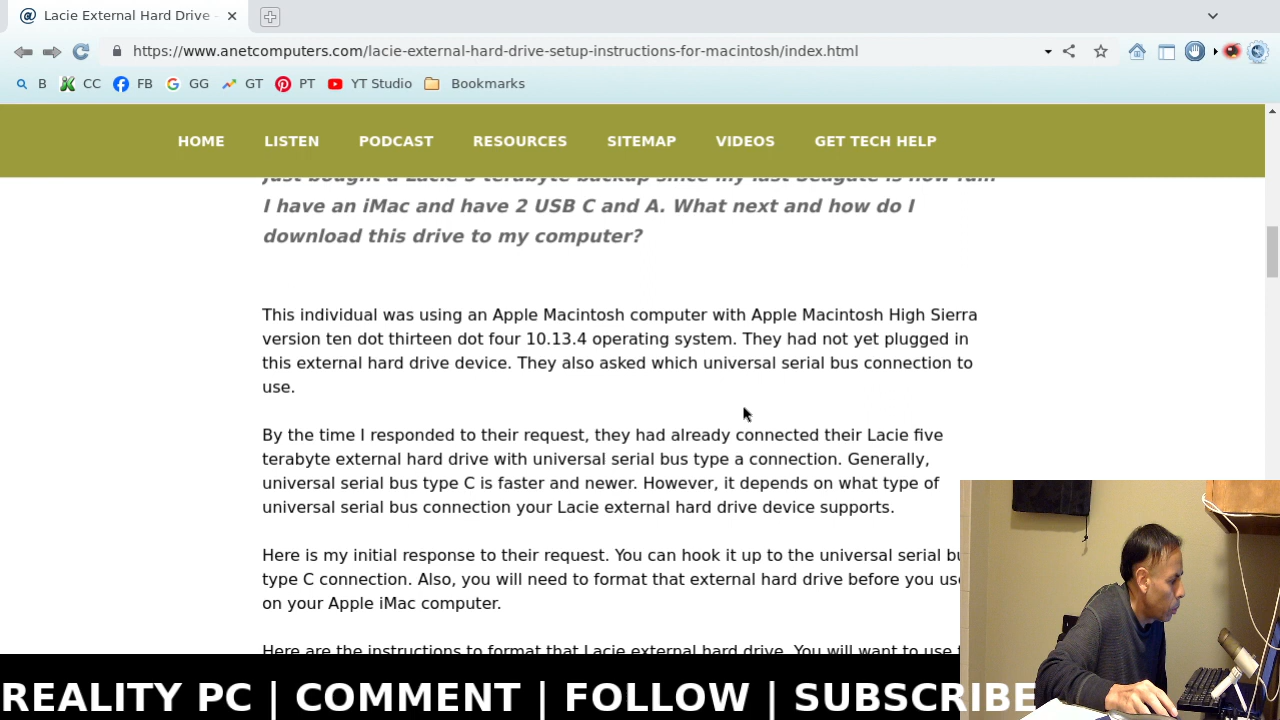 Lacie External Hard Drive -
https://www.anetcomputers.com/lacie-external-hard-drive-setup-instructions-for-macintosh/index.html
B CC FB GG GT PT YT Studio Bookmarks
HOME LISTEN PODCAST RESOURCES SITEMAP VIDEOS GET TECH HELP
Just bought a Lacie 5 terabyte backup since my last Seagate is now full
I have an iMac and have 2 USB C and A. What next and how do I
download this drive to my computer?
This individual was using an Apple Macintosh computer with Apple Macintosh High Sierra
version ten dot thirteen dot four 10.13.4 operating system. They had not yet plugged in
this external hard drive device. They also asked which universal serial bus connection to
use.
By the time I responded to their request, they had already connected their Lacie five
terabyte external hard drive with universal serial bus type a connection. Generally,
universal serial bus type C is faster and newer. However, it depends on what type of
universal serial bus connection your Lacie external hard drive device supports.
Here is my initial response to their request. You can hook it up to the universal serial
type C connection. Also, you will need to format that external hard drive before you
on your Apple iMac computer.
Here are the instructions to format that Lacie external hard drive. You will want to use
REALITY PC | COMMENT | FOLLOW | SUBSCRIBE